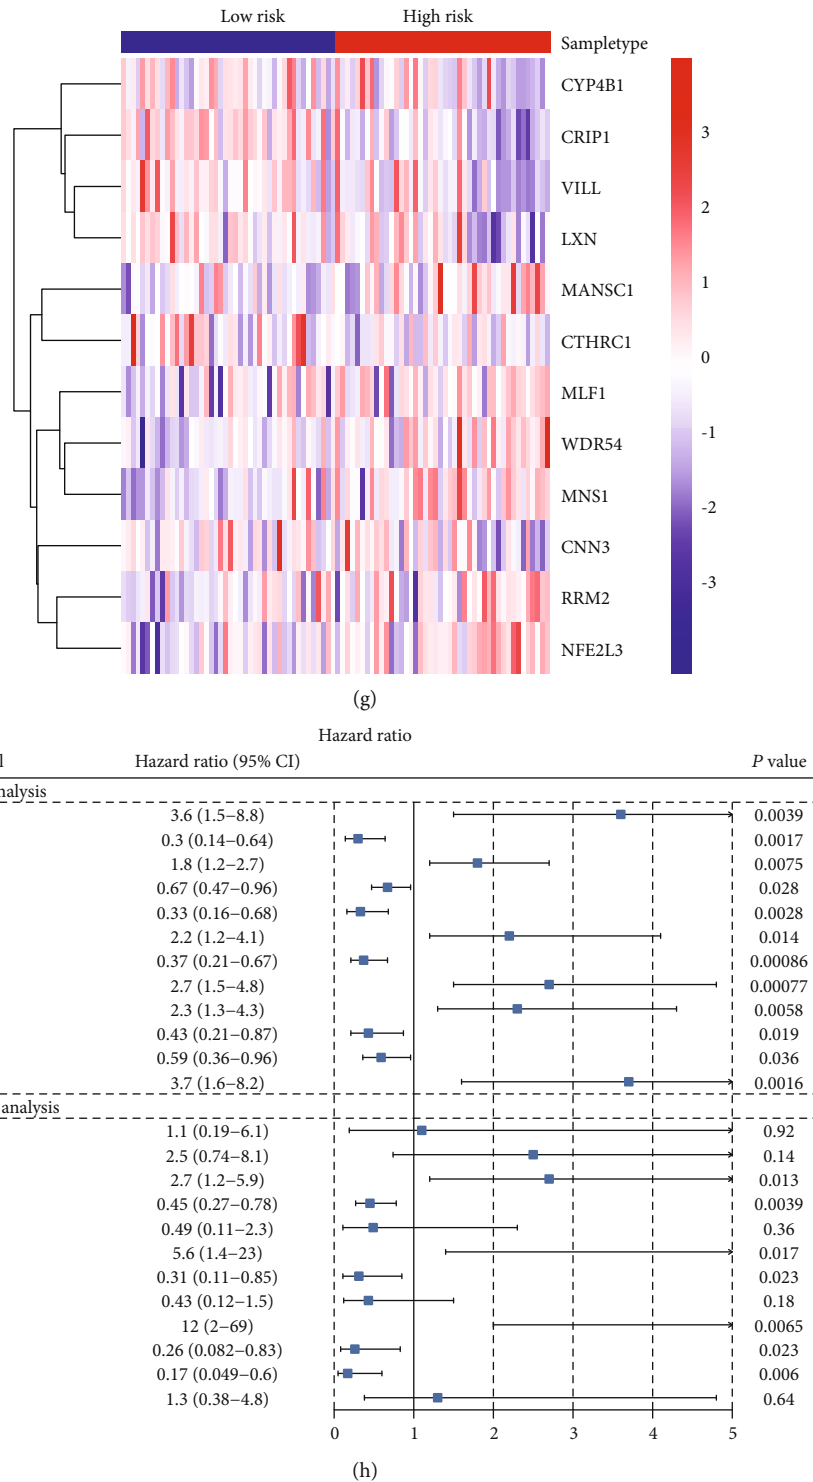 Low risk High risk
Sampletype
CYP4B1
CRIP1
VILL
LXN
MANSC1
CTHRC1
MLF1
WDR54
MNS1
CNN3
RRM2
NFE2L3
3
2
1
0
-1
-2
-3
(g)
Hazard ratio
l Hazard ratio (95% CI) P value
nalysis
3.6 (1.5−8.8) 0.0039
0.3 (0.14−0.64) 0.0017
1.8 (1.2−2.7) 0.0075
0.67 (0.47−0.96) 0.028
0.33 (0.16−0.68) 0.0028
2.2 (1.2−4.1) 0.014
0.37 (0.21−0.67) 0.00086
2.7 (1.5−4.8) 0.00077
2.3 (1.3−4.3) 0.0058
0.43 (0.21−0.87) 0.019
0.59 (0.36−0.96) 0.036
3.7 (1.6−8.2) 0.0016
analysis
1.1 (0.19−6.1) 0.92
2.5 (0.74−8.1) 0.14
2.7 (1.2−5.9) 0.013
0.45 (0.27−0.78) 0.0039
0.49 (0.11−2.3) 0.36
5.6 (1.4−23) 0.017
0.31 (0.11−0.85) 0.023
0.43 (0.12−1.5) 0.18
12 (2−69) 0.0065
0.26 (0.082−0.83) 0.023
0.17 (0.049−0.6) 0.006
1.3 (0.38−4.8) 0.64
0 1 2 3 4 5
(h)